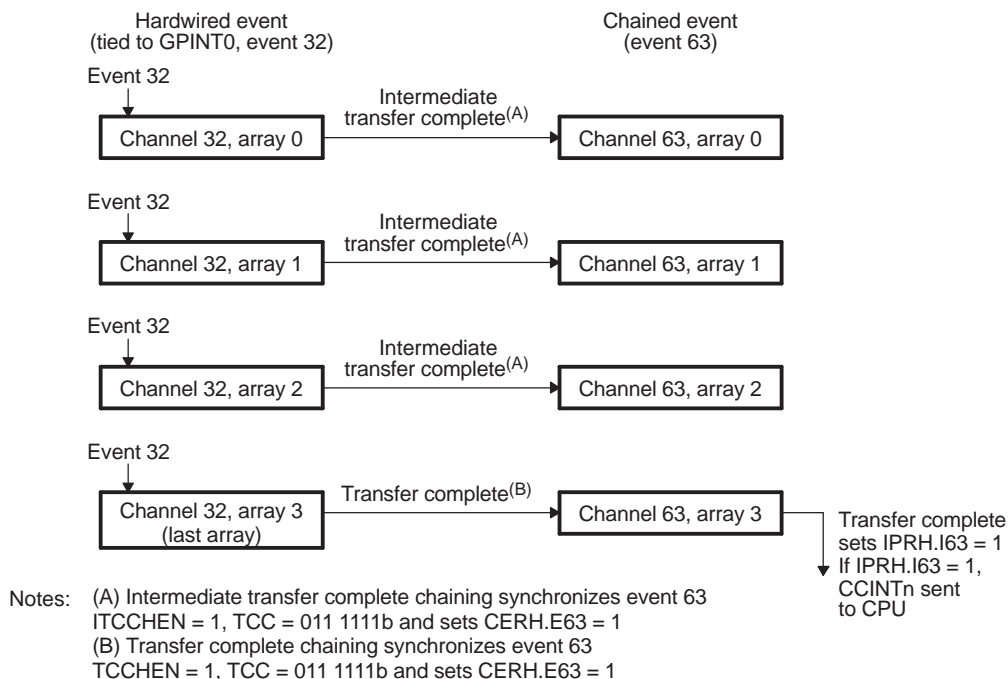 Hardwired event
(tied to GPINT0, event 32)
Chained event
(event 63)
Event 32
Intermediate
transfer complete(A)
Channel 32, array 0
Channel 63, array 0
Event 32
Intermediate
transfer complete(A)
Channel 32, array 1
Channel 63, array 1
Event 32
Intermediate
transfer complete(A)
Channel 32, array 2
Channel 63, array 2
Event 32
Transfer complete(B)
Channel 32, array 3
(last array)
Channel 63, array 3
Transfer complete
sets IPRH.I63 = 1
If IPRH.I63 = 1,
CCINTn sent
to CPU
Notes: (A) Intermediate transfer complete chaining synchronizes event 63
ITCCHEN = 1, TCC = 011 1111b and sets CERH.E63 = 1
(B) Transfer complete chaining synchronizes event 63
TCCHEN = 1, TCC = 011 1111b and sets CERH.E63 = 1